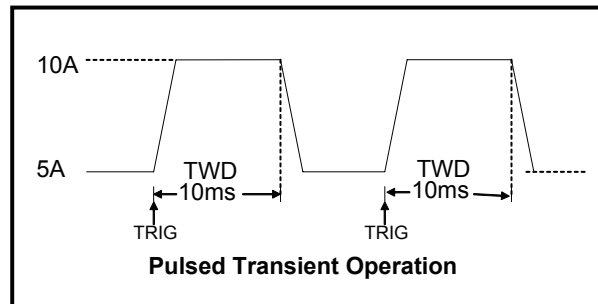 10A
5A
TWD
10ms
TWD
10ms
TRIG
TRIG
Pulsed Transient Operation